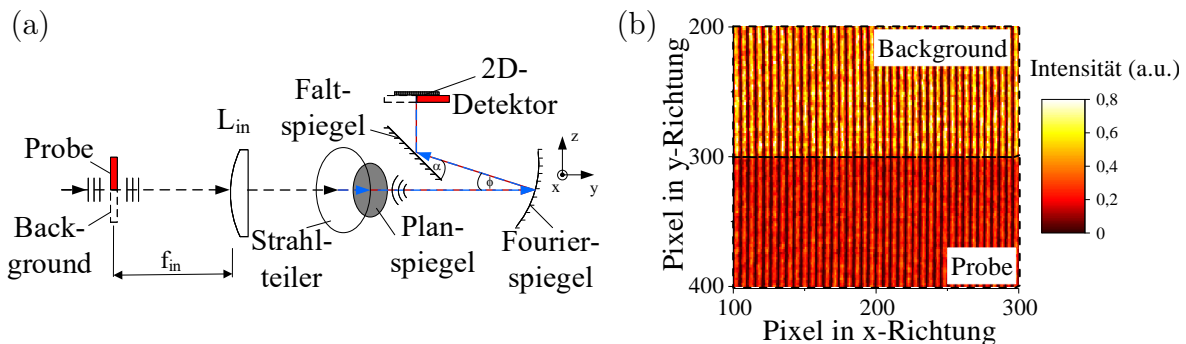 (a)
2D-
Detektor
Falt-
spiegel
L_in
Probe
α
ϕ
z
x
y
Back-
ground
f_in
Strahl-
teiler
Plan-
spiegel
Fourier-
spiegel
(b)
Pixel in y-Richtung
200
300
400
Background
Probe
100
200
300
Pixel in x-Richtung
Intensität (a.u.)
0,8
0,6
0,4
0,2
0